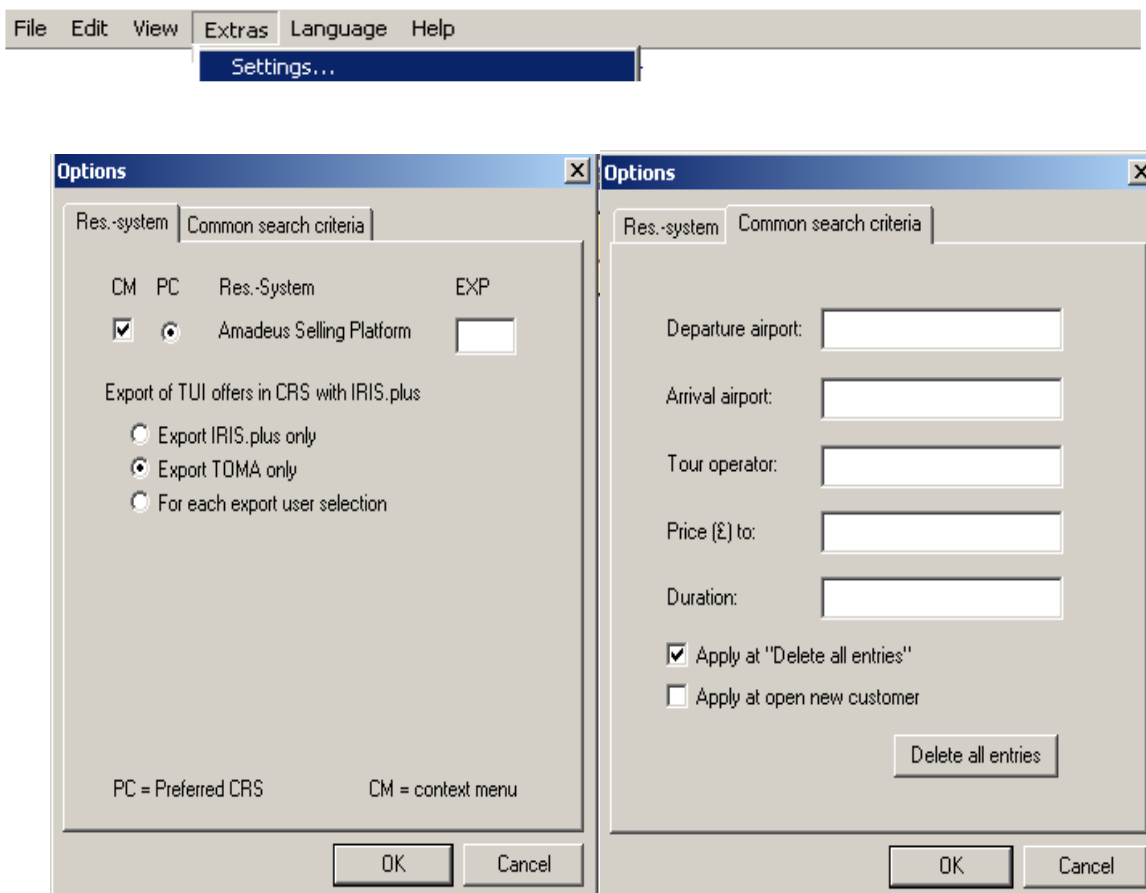 File Edit View Extras Language Help
Settings...
Options
Res.-system Common search criteria
CM PC Res.-System EXP
Amadeus Selling Platform
Export of TUI offers in CRS with IRIS.plus
Export IRIS.plus only
Export TOMA only
For each export user selection
PC = Preferred CRS CM = context menu
OK Cancel
Options
Res.-system Common search criteria
Departure airport:
Arrival airport:
Tour operator:
Price (£) to:
Duration:
Apply at "Delete all entries"
Apply at open new customer
Delete all entries
OK Cancel